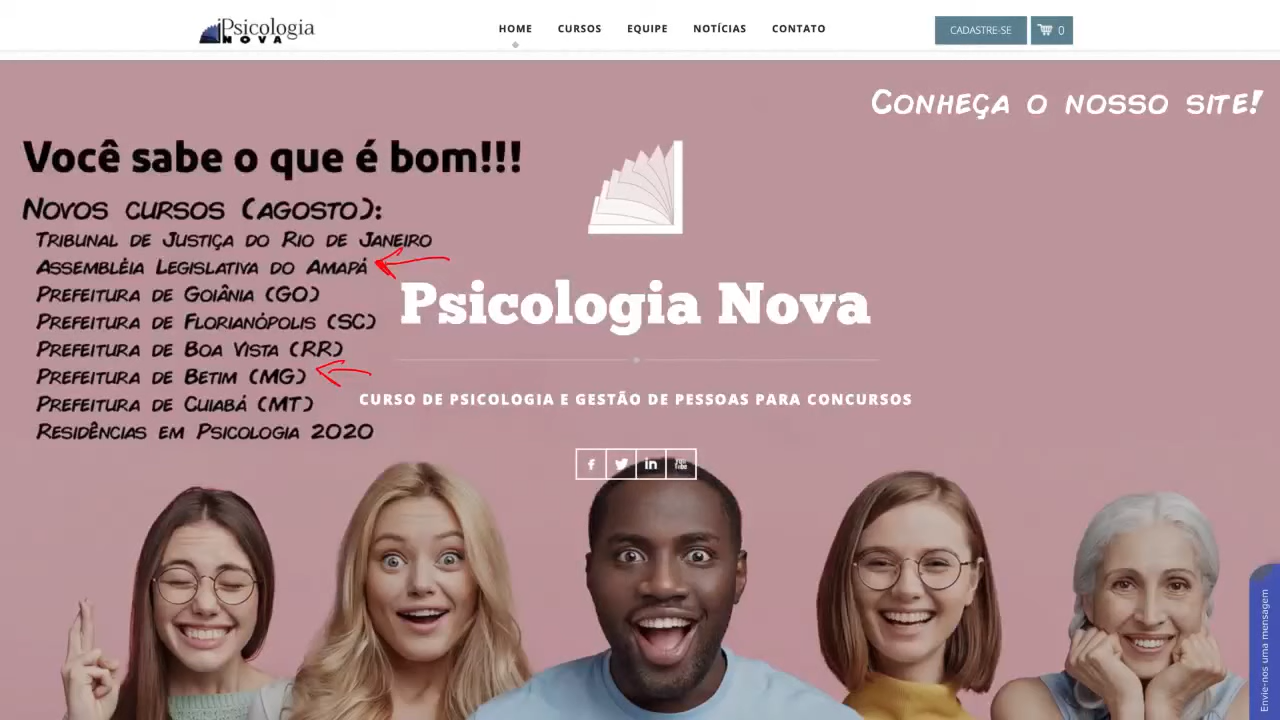 Psicologia
NOVA
HOME CURSOS EQUIPE NOTÍCIAS CONTATO
CADASTRE-SE
0
CONHEÇA O NOSSO SITE!
Você sabe o que é bom!!!
NOVOS CURSOS (AGOSTO):
TRIBUNAL DE JUSTIÇA DO RIO DE JANEIRO
ASSEMBLÉIA LEGISLATIVA DO AMAPÁ
PREFEITURA DE GOIÂNIA (GO)
PREFEITURA DE FLORIANÓPOLIS (SC)
PREFEITURA DE BOA VISTA (RR)
PREFEITURA DE BETIM (MG)
PREFEITURA DE CUIABÁ (MT)
RESIDÊNCIAS EM PSICOLOGIA 2020
Psicologia Nova
CURSO DE PSICOLOGIA E GESTÃO DE PESSOAS PARA CONCURSOS
f in You Tube
Envie-nos uma mensagem